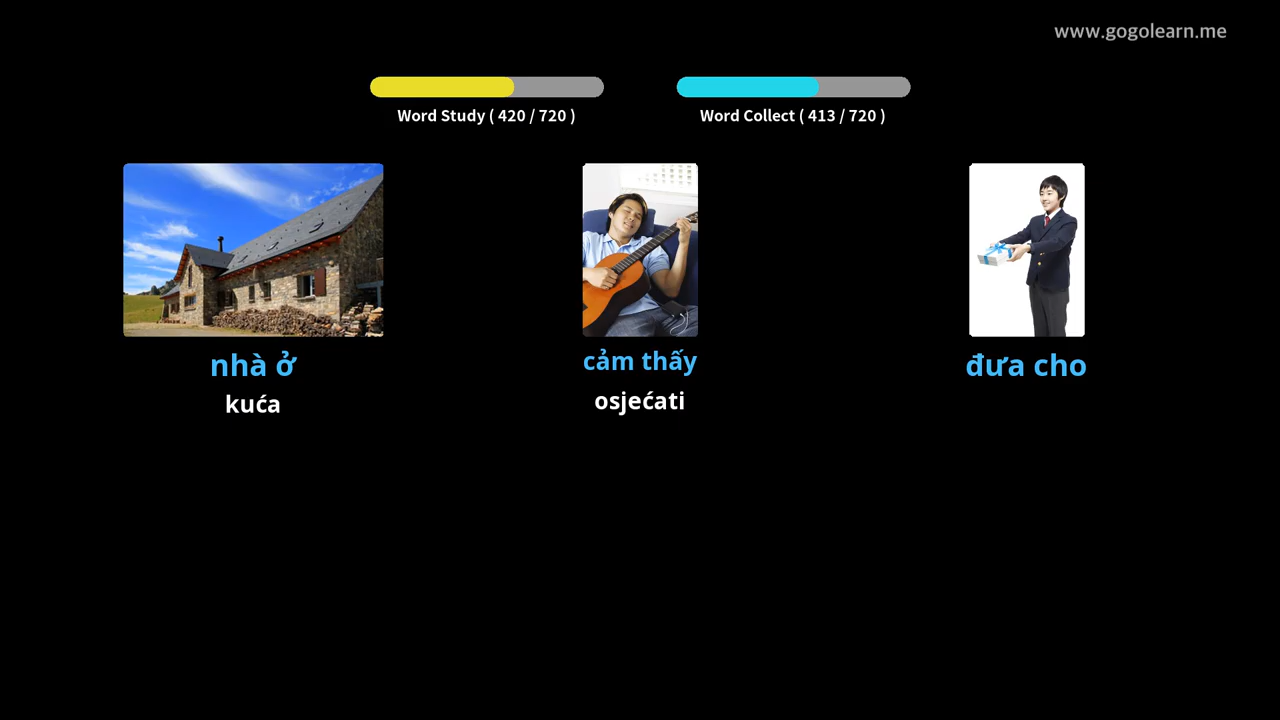 www.gogolearn.me
Word Study ( 420 / 720 )
Word Collect ( 413 / 720 )
nhà ở
kuća
cảm thấy
osjećati
đưa cho